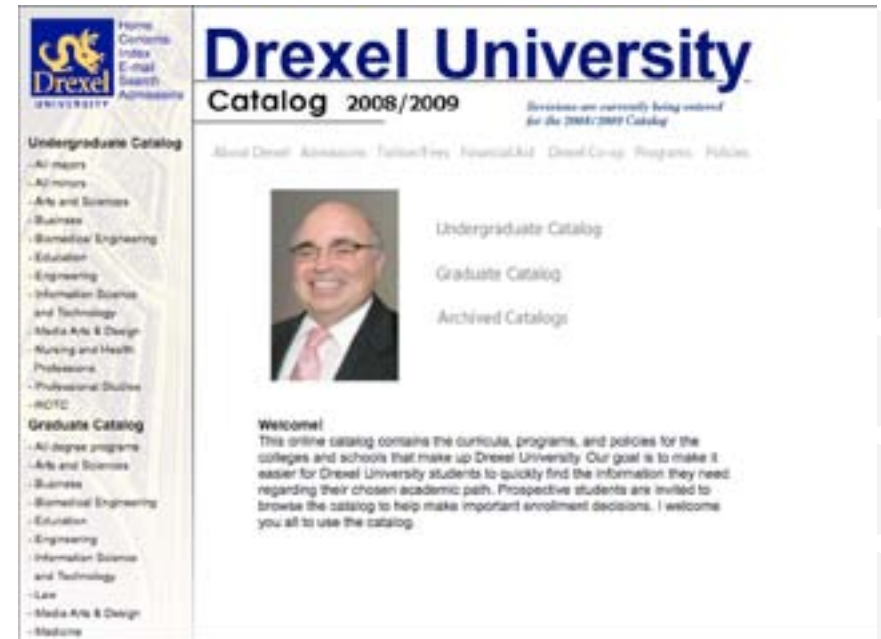 Home
Contents
Index
E-mail
Search
Admissions
Drexel
UNIVERSITY
Drexel University
Catalog 2008/2009
Revisions are currently being entered
for the 2008/2009 Catalog
About Drexel Admissions Tuition/Fees Financial Aid Drexel Co-op Programs Policies
Undergraduate Catalog
- All majors
- All minors
- Arts and Sciences
- Business
- Biomedical Engineering
- Education
- Engineering
- Information Science
and Technology
- Media Arts & Design
- Nursing and Health
Professions
- Professional Studies
- ROTC
Graduate Catalog
- All degree programs
- Arts and Sciences
- Business
- Biomedical Engineering
- Education
- Engineering
- Information Science
and Technology
- Law
- Media Arts & Design
- Medicine
Undergraduate Catalog
Graduate Catalog
Archived Catalogs
Welcome!
This online catalog contains the curricula, programs, and policies for the
colleges and schools that make up Drexel University. Our goal is to make it
easier for Drexel University students to quickly find the information they need
regarding their chosen academic path. Prospective students are invited to
browse the catalog to help make important enrollment decisions. I welcome
you all to use the catalog.